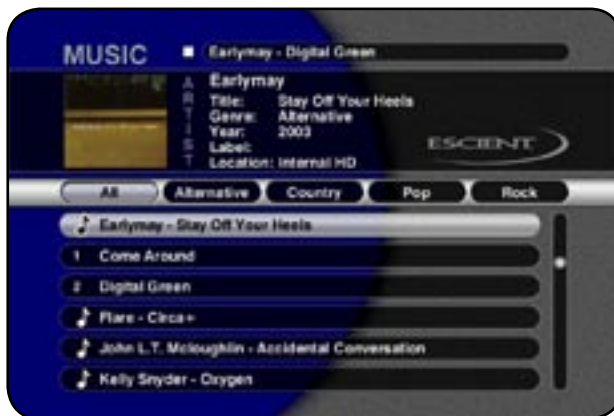 MUSIC
Earlymay - Digital Green
ARTIST
Earlymay
Title: Stay Off Your Heels
Genre: Alternative
Year: 2003
Label:
Location: Internal HD
ESCIENT
All Alternative Country Pop Rock
Earlymay - Stay Off Your Heels
1 Come Around
2 Digital Green
Flare - Circa+
John L.T. Mcloughlin - Accidental Conversation
Kelly Snyder - Oxygen